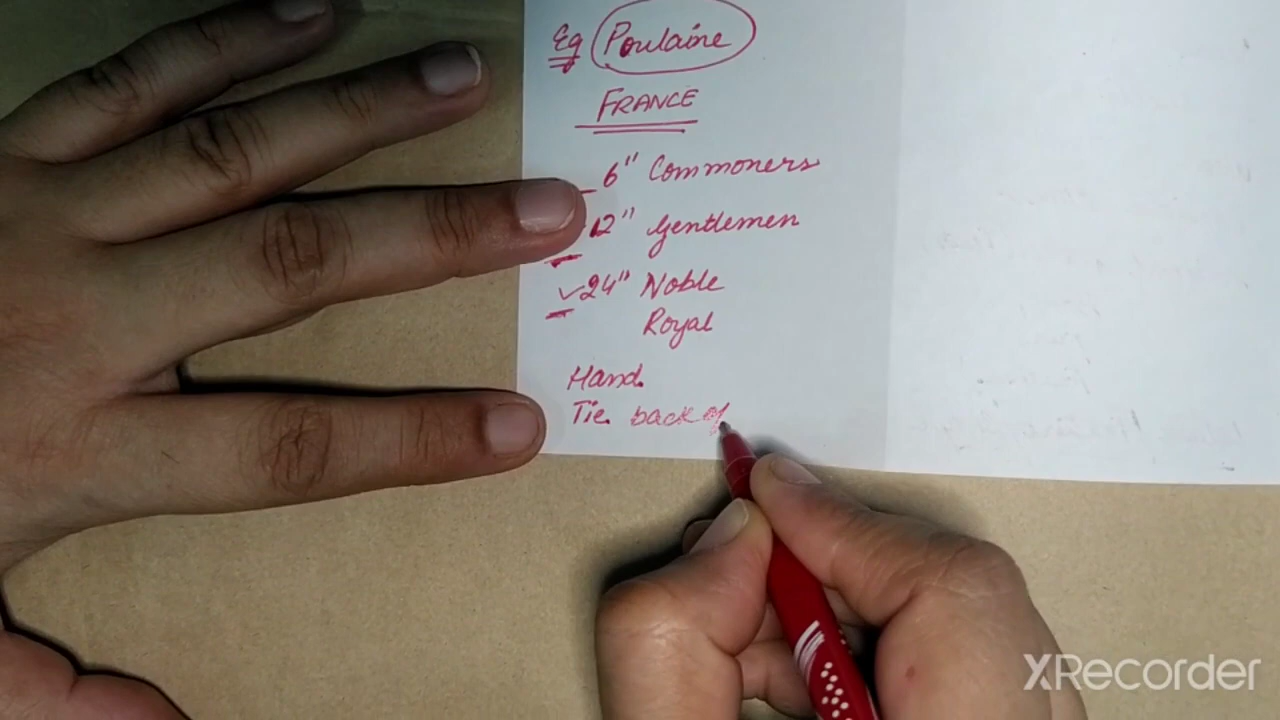 Eg Poulaine
FRANCE
6" Commoners
12" Gentlemen
24" Noble
Royal
Hand.
Tie. back of
XRecorder